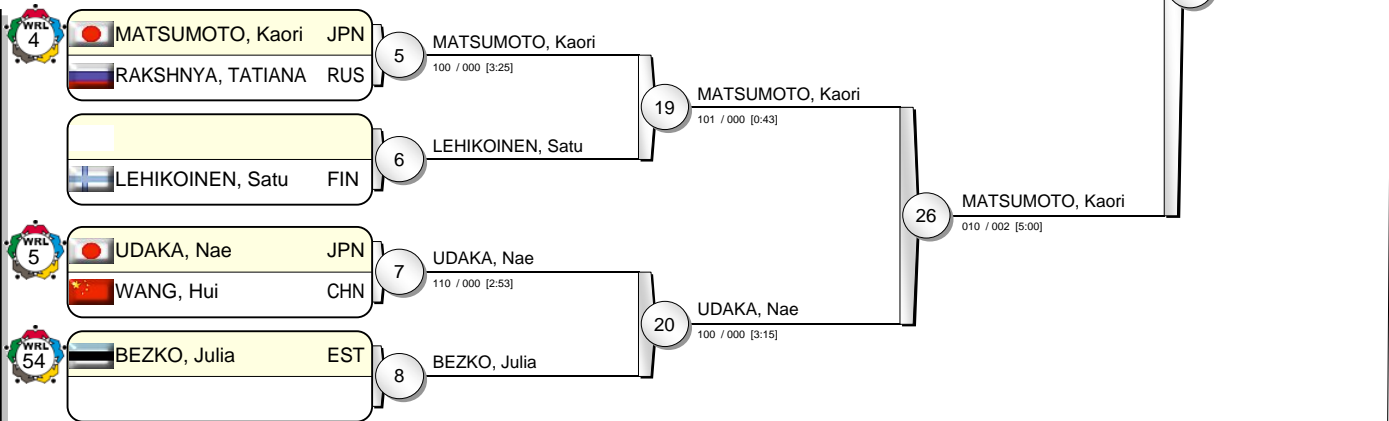 WRL
4
MATSUMOTO, Kaori JPN
RAKSHNYA, TATIANA RUS
5
MATSUMOTO, Kaori
100 / 000 [3:25]
LEHIKOINEN, Satu FIN
6
LEHIKOINEN, Satu
19
MATSUMOTO, Kaori
101 / 000 [0:43]
WRL
5
UDAKA, Nae JPN
WANG, Hui CHN
7
UDAKA, Nae
110 / 000 [2:53]
WRL
54
BEZKO, Julia EST
8
BEZKO, Julia
20
UDAKA, Nae
100 / 000 [3:15]
26
MATSUMOTO, Kaori
010 / 002 [5:00]